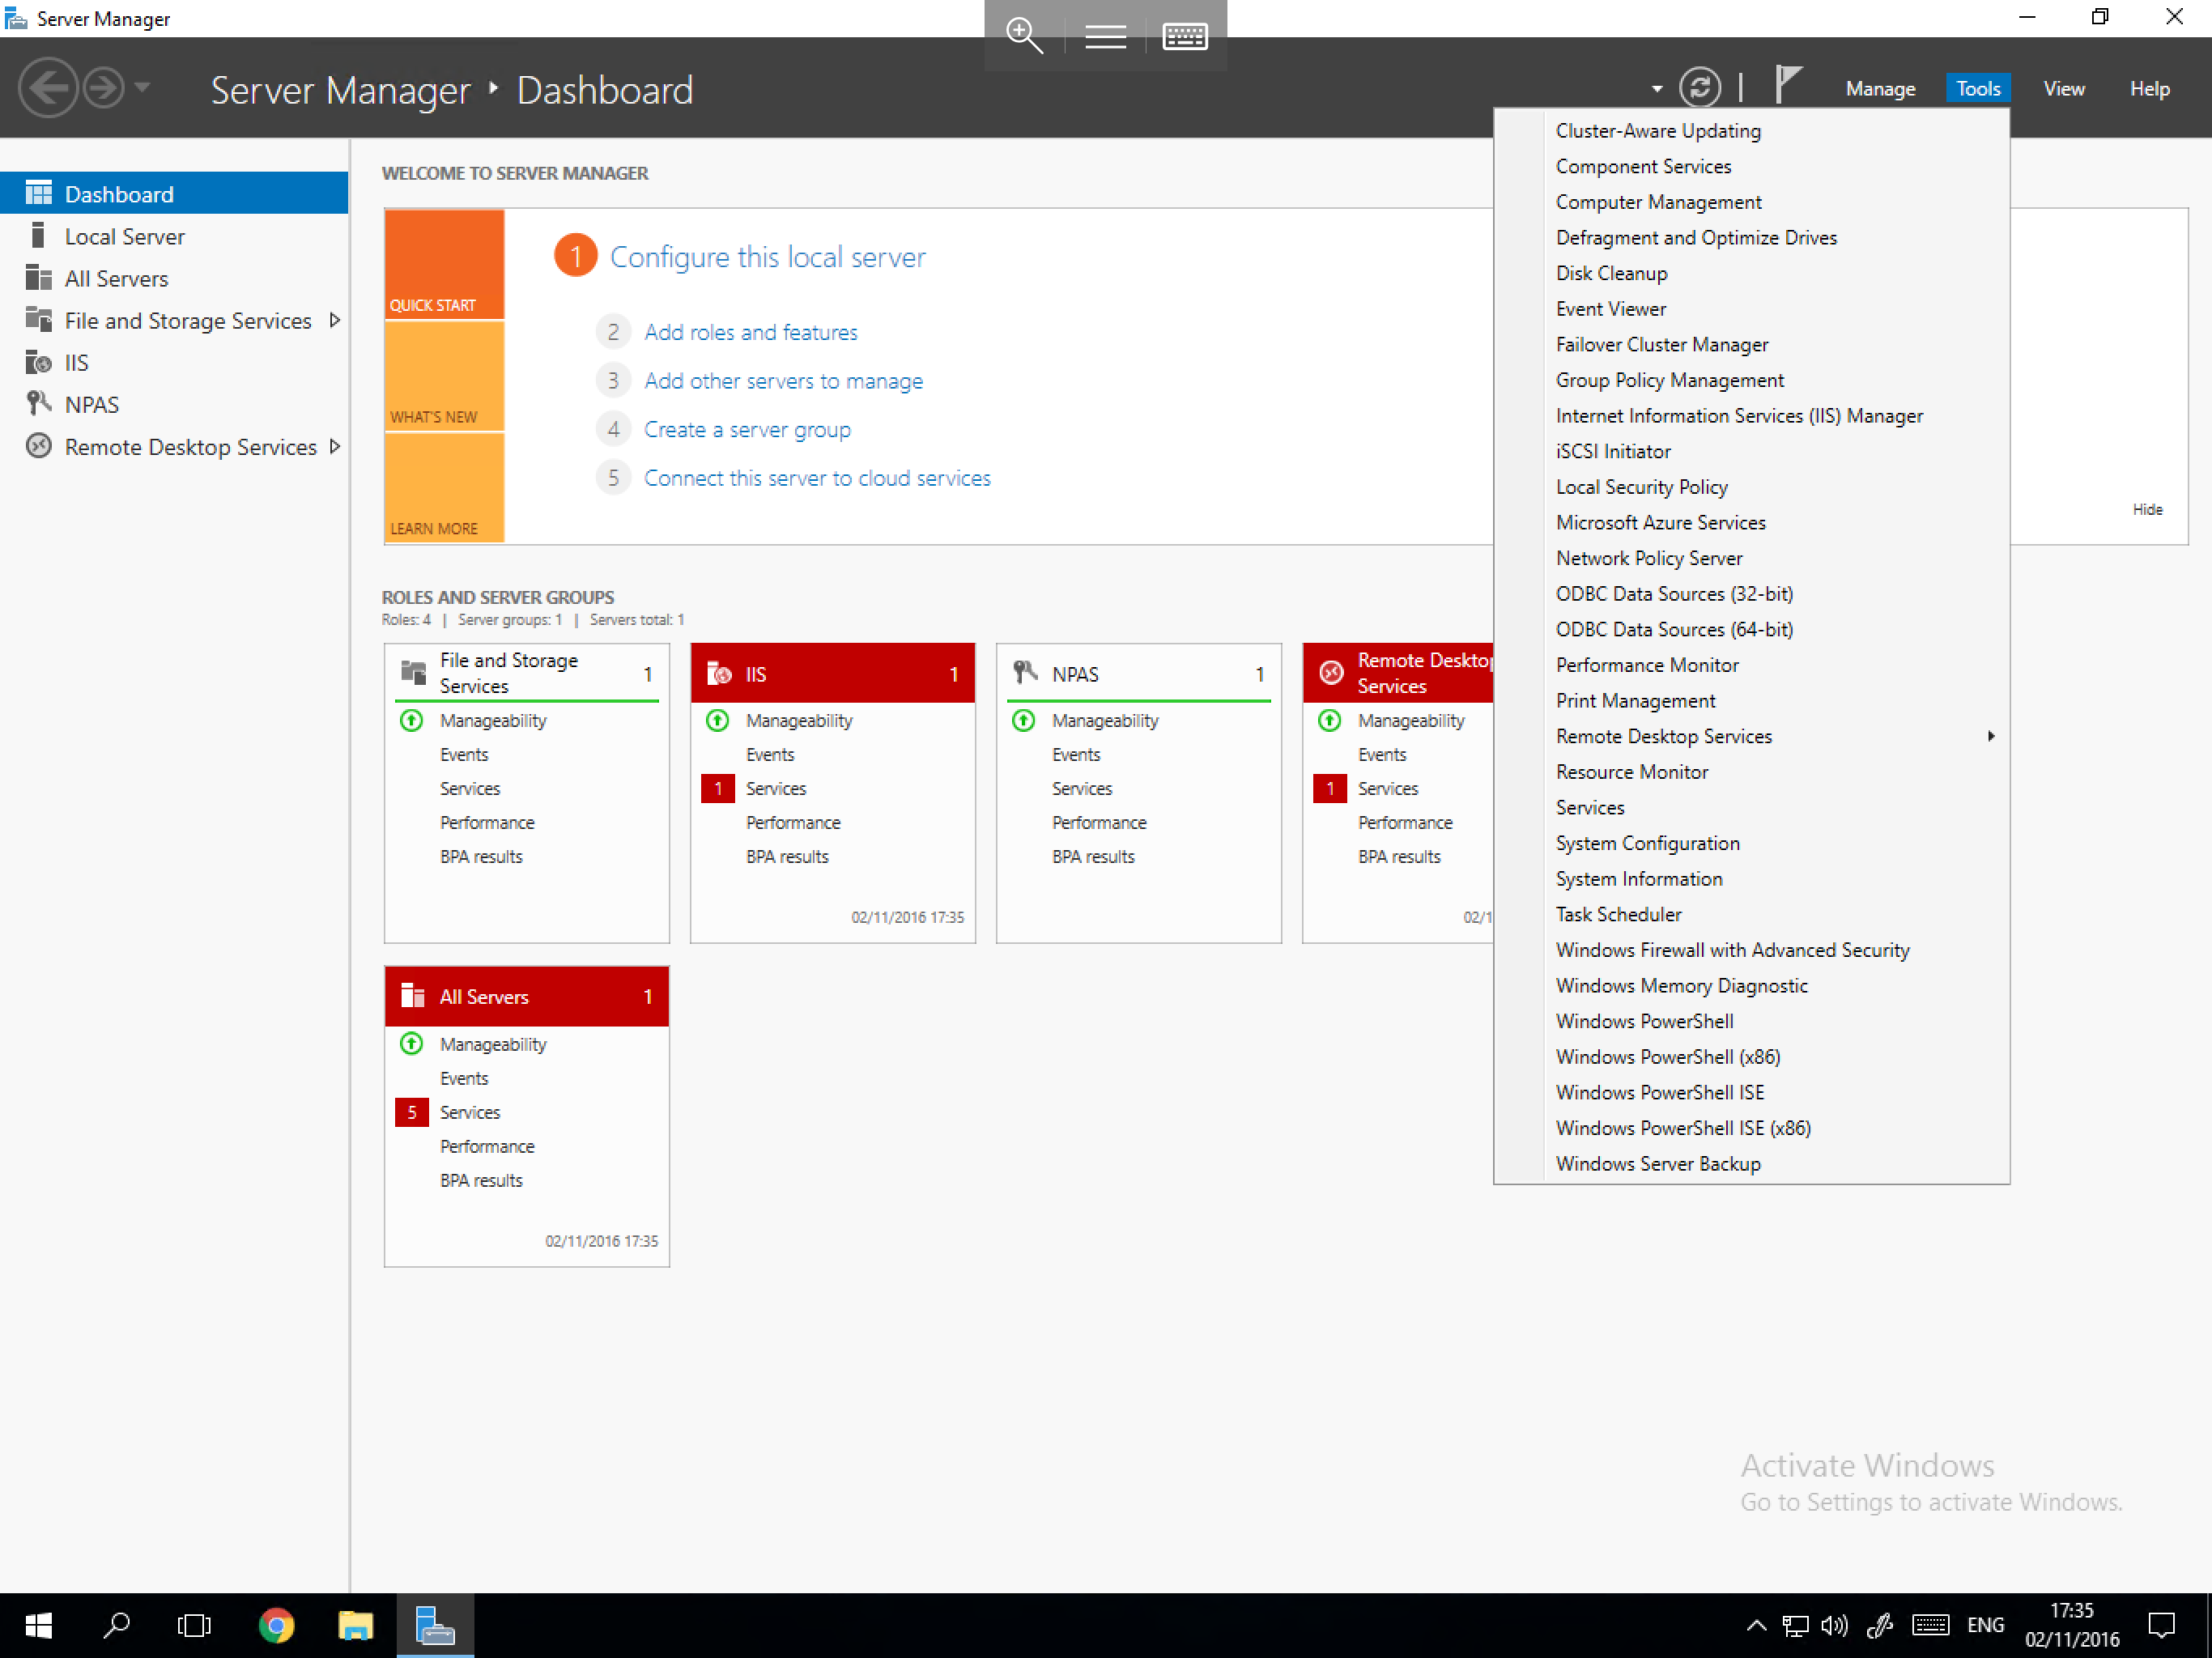 Server Manager
Server Manager ‣ Dashboard
Manage
Tools
View
Help
Dashboard
Local Server
All Servers
File and Storage Services
IIS
NPAS
Remote Desktop Services
WELCOME TO SERVER MANAGER
QUICK START
WHAT'S NEW
LEARN MORE
1 Configure this local server
2 Add roles and features
3 Add other servers to manage
4 Create a server group
5 Connect this server to cloud services
Hide
ROLES AND SERVER GROUPS
Roles: 4 | Server groups: 1 | Servers total: 1
File and Storage
Services
1
Manageability
Events
Services
Performance
BPA results
IIS 1
Manageability
Events
1 Services
Performance
BPA results
02/11/2016 17:35
NPAS 1
Manageability
Events
Services
Performance
BPA results
Remote Desktop
Services
Manageability
Events
1 Services
Performance
BPA results
02/1
All Servers 1
Manageability
Events
5 Services
Performance
BPA results
02/11/2016 17:35
Cluster-Aware Updating
Component Services
Computer Management
Defragment and Optimize Drives
Disk Cleanup
Event Viewer
Failover Cluster Manager
Group Policy Management
Internet Information Services (IIS) Manager
iSCSI Initiator
Local Security Policy
Microsoft Azure Services
Network Policy Server
ODBC Data Sources (32-bit)
ODBC Data Sources (64-bit)
Performance Monitor
Print Management
Remote Desktop Services
Resource Monitor
Services
System Configuration
System Information
Task Scheduler
Windows Firewall with Advanced Security
Windows Memory Diagnostic
Windows PowerShell
Windows PowerShell (x86)
Windows PowerShell ISE
Windows PowerShell ISE (x86)
Windows Server Backup
Activate Windows
Go to Settings to activate Windows.
ENG
17:35
02/11/2016